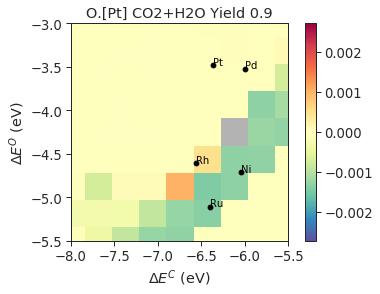 O.[Pt] CO2+H2O Yield 0.9
−3.0
−3.5
−4.0
−4.5
−5.0
−5.5
ΔE^O (eV)
Pt
Pd
Rh
Ni
Ru
−8.0 −7.5 −7.0 −6.5 −6.0 −5.5
ΔE^C (eV)
0.002
0.001
0.000
−0.001
−0.002